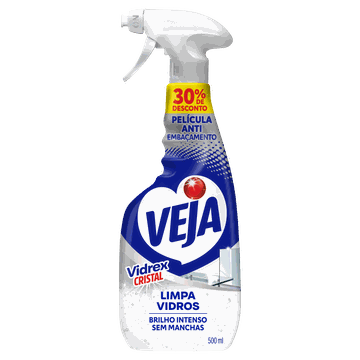 30% DE
DESCONTO
PELÍCULA
ANTI
EMBAÇAMENTO
VEJA
Vidrex
CRISTAL
LIMPA
VIDROS
BRILHO INTENSO
SEM MANCHAS
500 ml